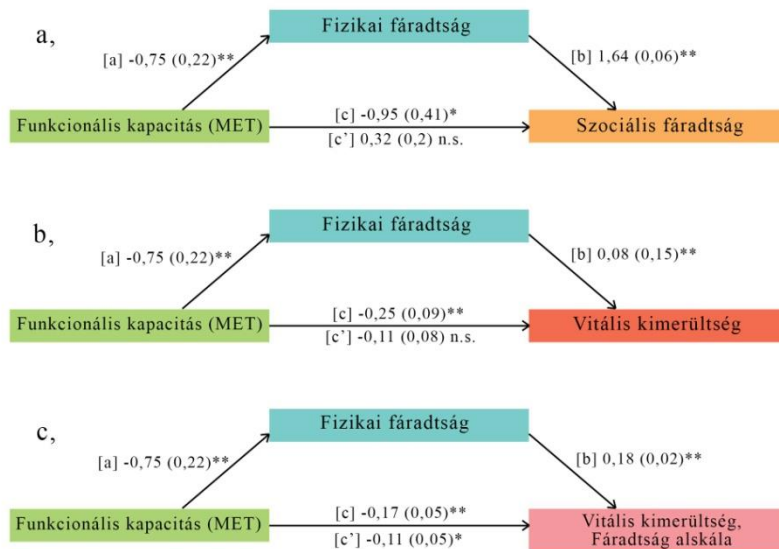 a,
Fizikai fáradtság
[a] -0,75 (0,22)**
[b] 1,64 (0,06)**
Funkcionális kapacitás (MET)
[c] -0,95 (0,41)*
[c’] 0,32 (0,2) n.s.
Szociális fáradtság
b,
Fizikai fáradtság
[a] -0,75 (0,22)**
[b] 0,08 (0,15)**
Funkcionális kapacitás (MET)
[c] -0,25 (0,09)**
[c’] -0,11 (0,08) n.s.
Vitális kimerültség
c,
Fizikai fáradtság
[a] -0,75 (0,22)**
[b] 0,18 (0,02)**
Funkcionális kapacitás (MET)
[c] -0,17 (0,05)**
[c’] -0,11 (0,05)*
Vitális kimerültség,
Fáradtság alskála